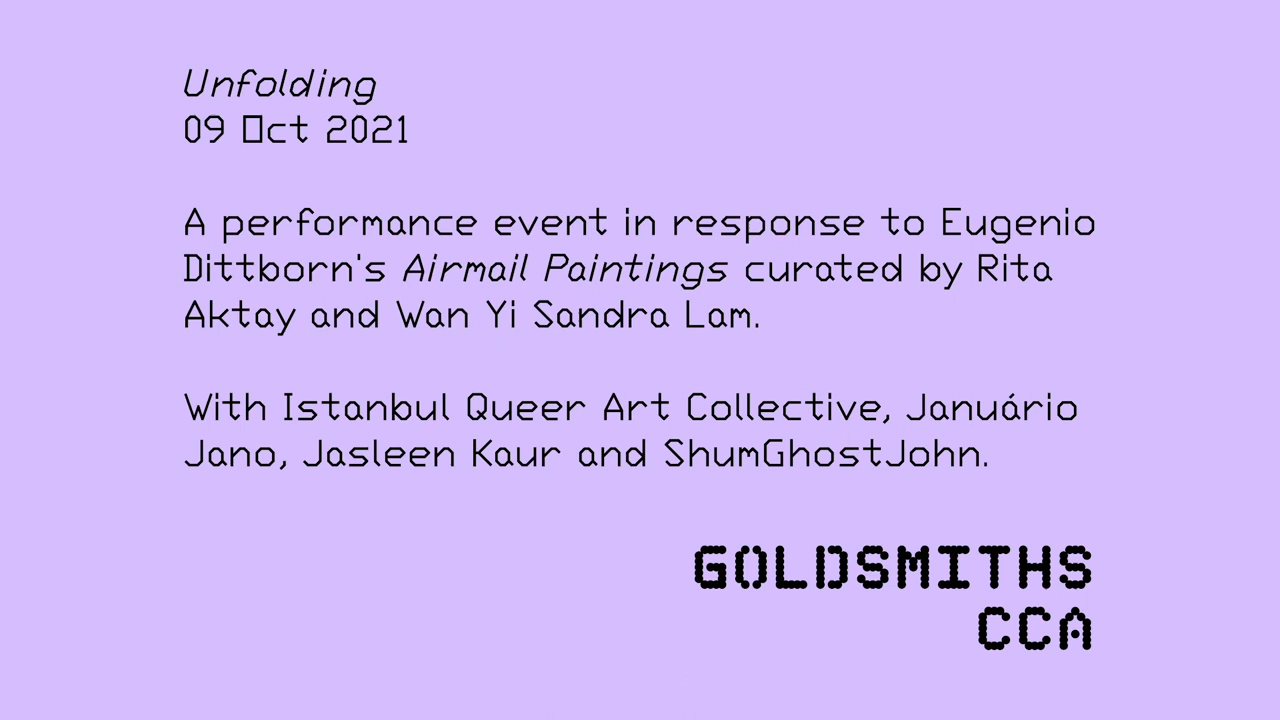 Unfolding
09 Oct 2021
A performance event in response to Eugenio
Dittborn's Airmail Paintings curated by Rita
Aktay and Wan Yi Sandra Lam.
With Istanbul Queer Art Collective, Januário
Jano, Jasleen Kaur and ShumGhostJohn.
GOLDSMITHS
CCA